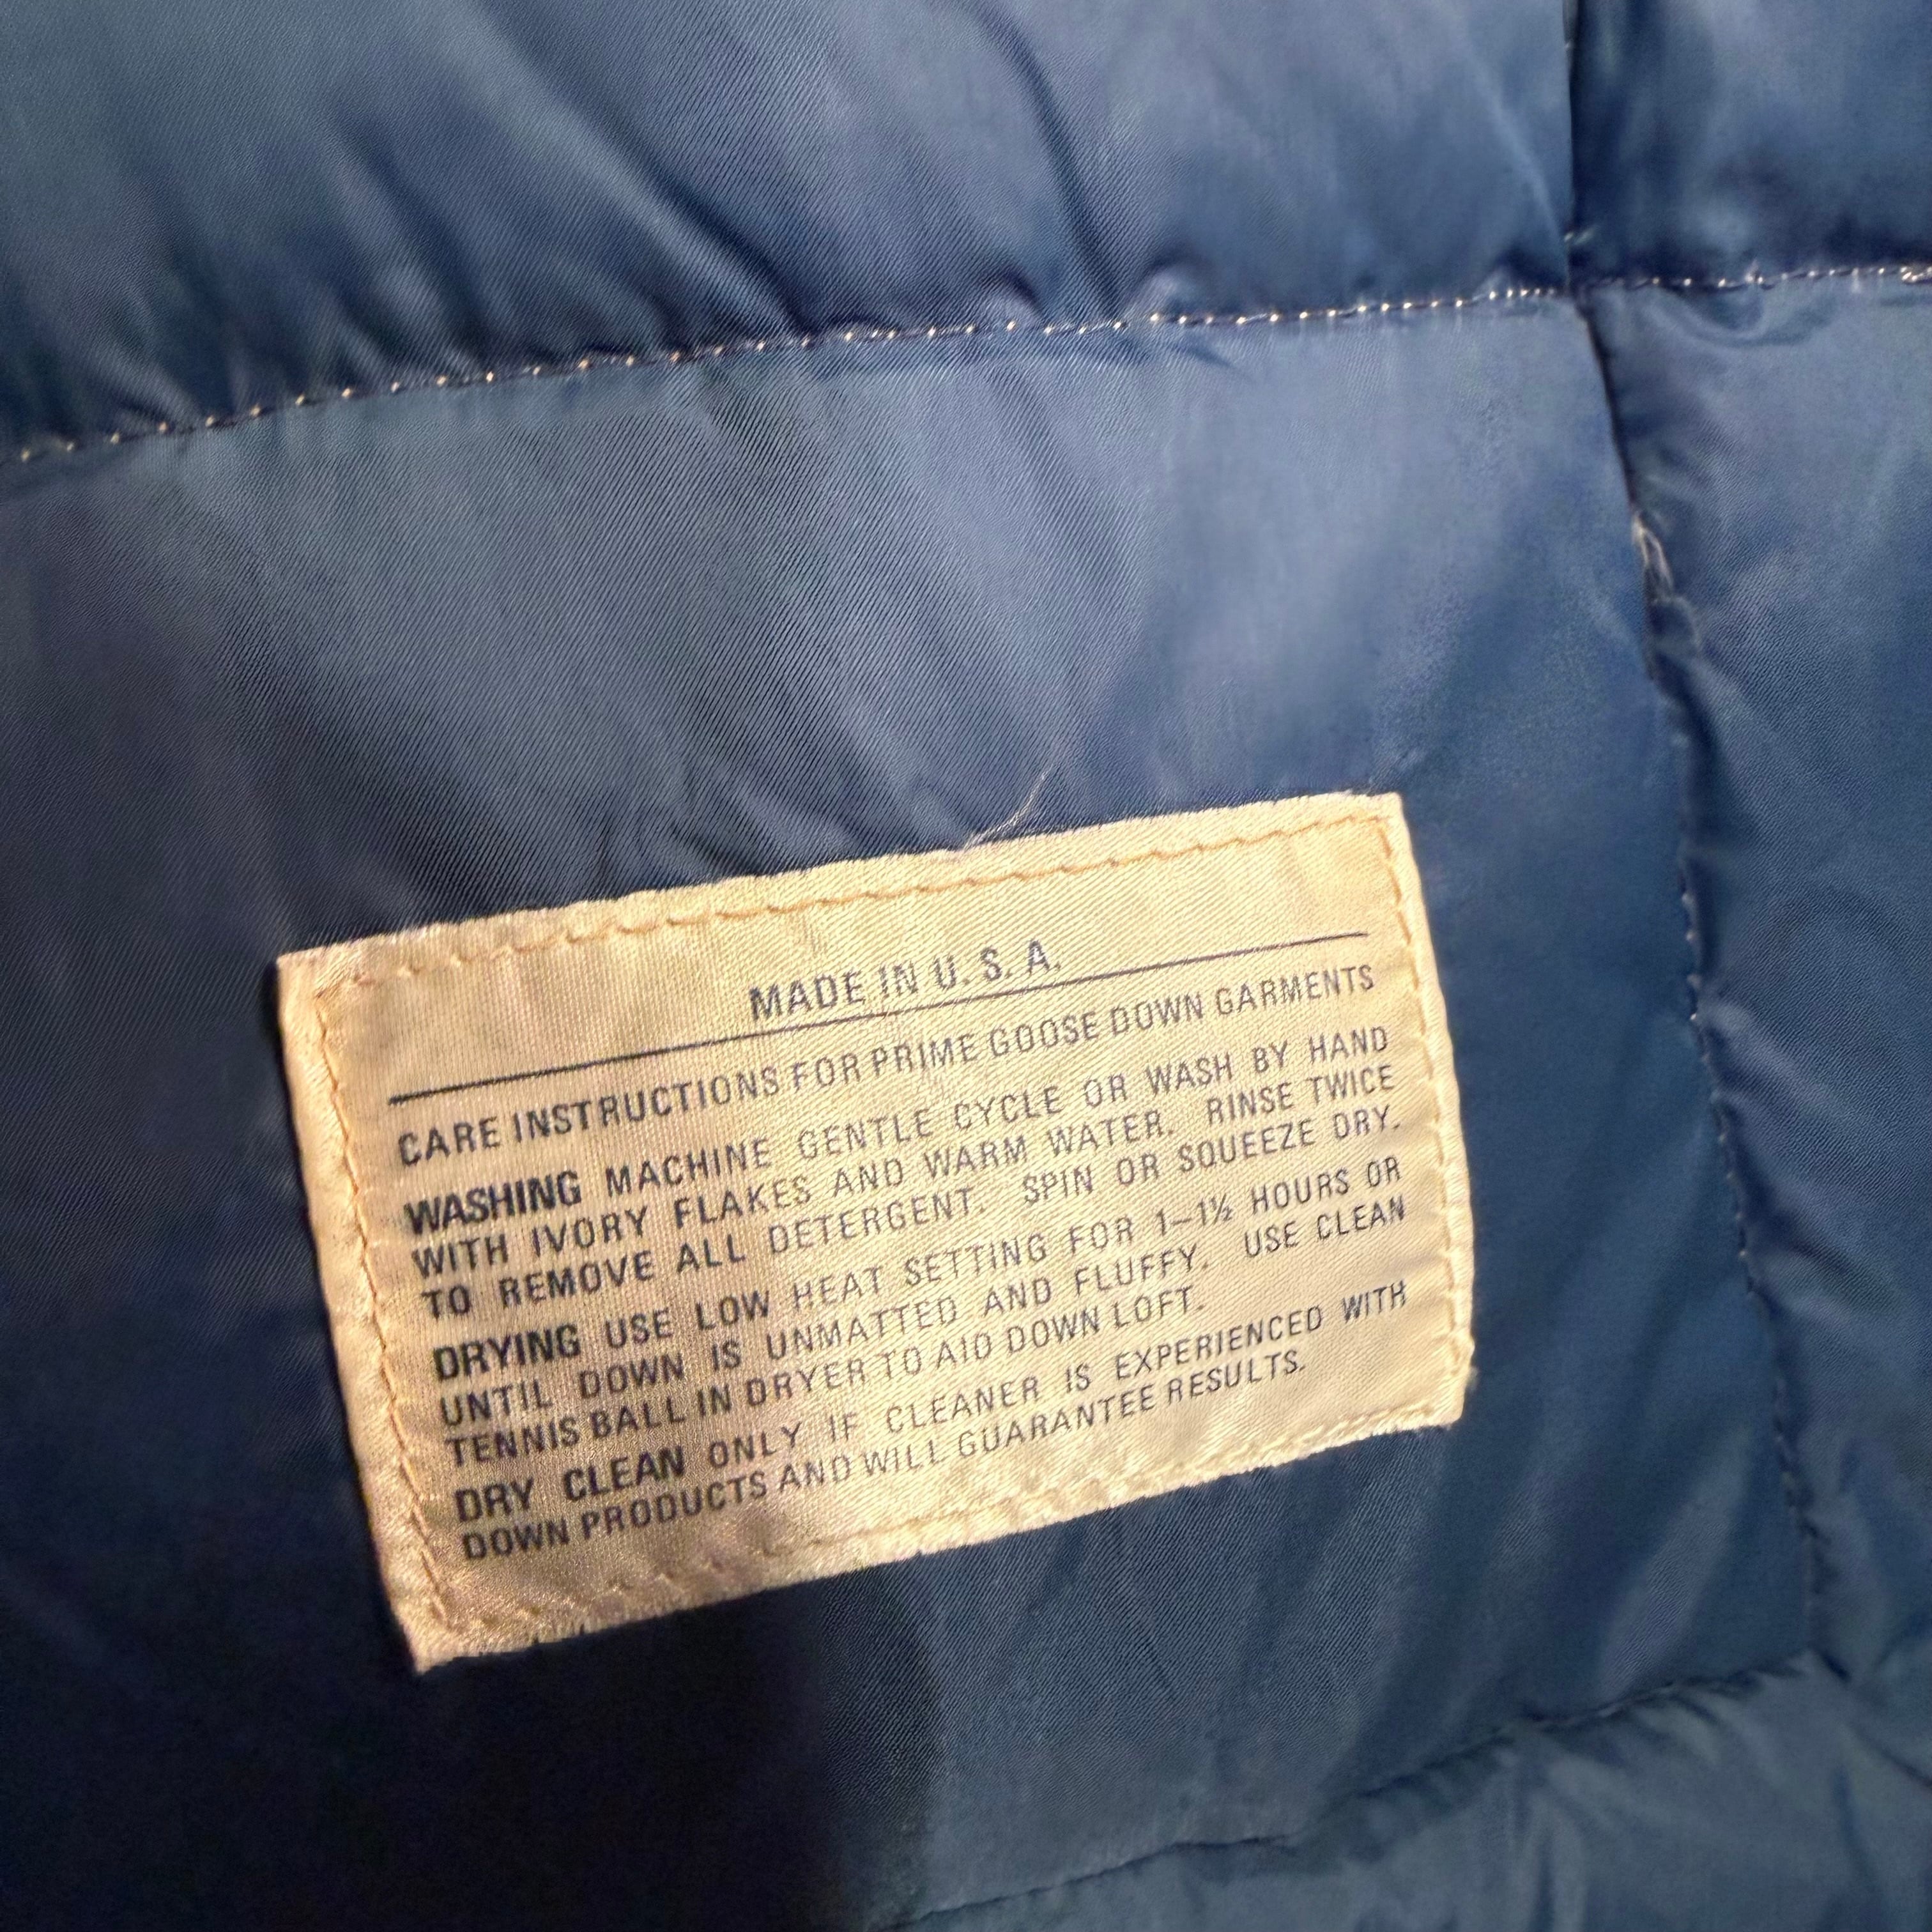 MADE IN U. S. A.
CARE INSTRUCTIONS FOR PRIME GOOSE DOWN GARMENTS
WASHING MACHINE GENTLE CYCLE OR WASH BY HAND
WITH IVORY FLAKES AND WARM WATER. RINSE TWICE
TO REMOVE ALL DETERGENT. SPIN OR SQUEEZE DRY.
DRYING USE LOW HEAT SETTING FOR 1–1½ HOURS OR
UNTIL DOWN IS UNMATTED AND FLUFFY. USE CLEAN
TENNIS BALL IN DRYER TO AID DOWN LOFT.
DRY CLEAN ONLY IF CLEANER IS EXPERIENCED WITH
DOWN PRODUCTS AND WILL GUARANTEE RESULTS.